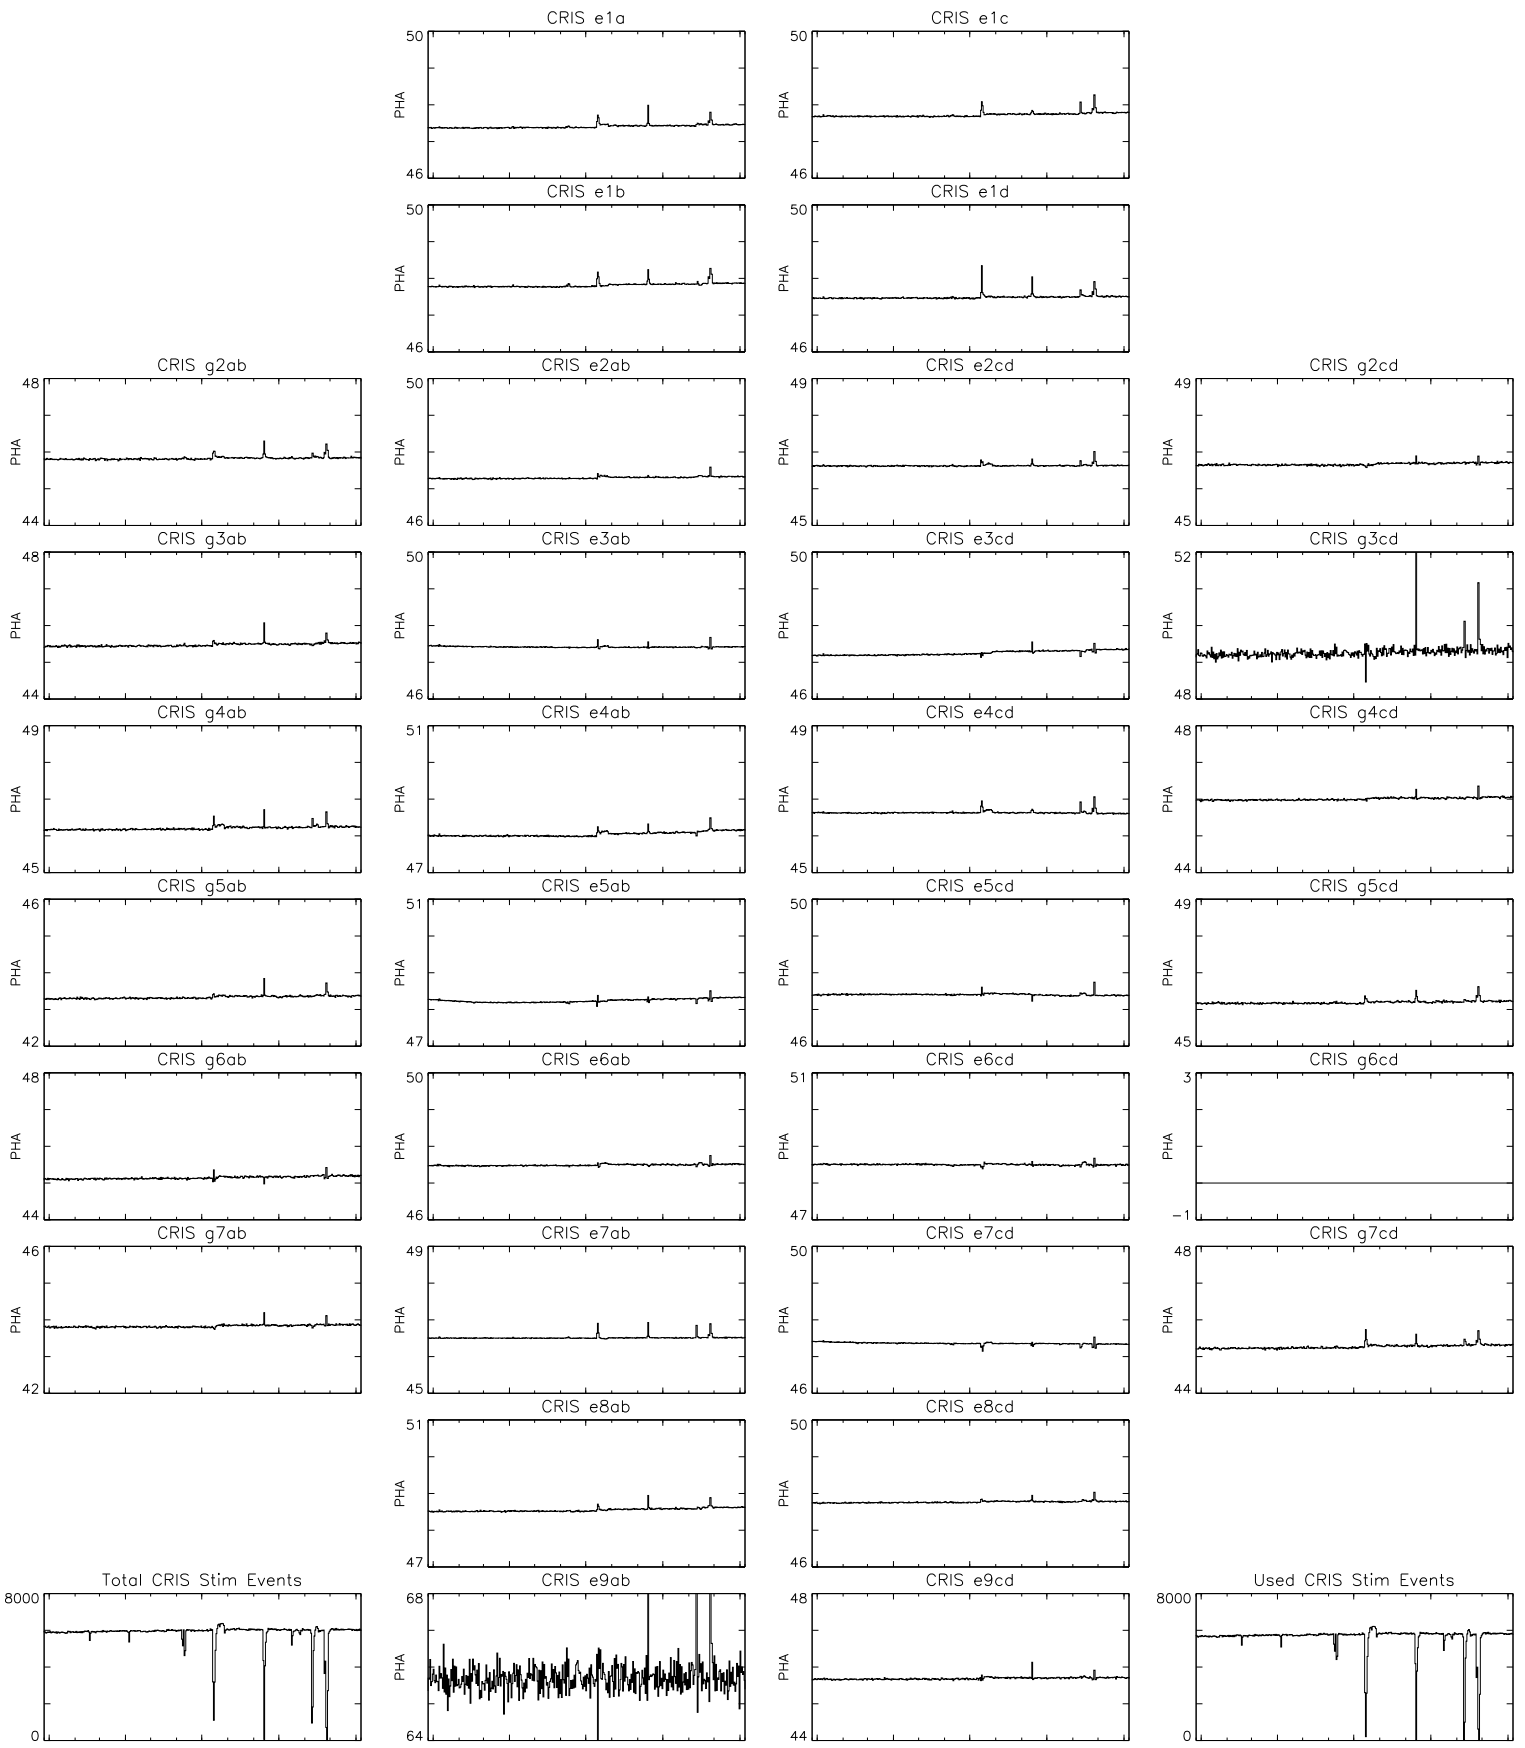 CRIS e1a
CRIS e1c
50
PHA
46
50
PHA
46
CRIS e1b
CRIS e1d
50
PHA
46
50
PHA
46
CRIS g2ab
CRIS e2ab
CRIS e2cd
CRIS g2cd
48
PHA
44
50
PHA
46
49
PHA
45
49
PHA
45
CRIS g3ab
CRIS e3ab
CRIS e3cd
CRIS g3cd
48
PHA
44
50
PHA
46
50
PHA
46
52
PHA
48
CRIS g4ab
CRIS e4ab
CRIS e4cd
CRIS g4cd
49
PHA
45
51
PHA
47
49
PHA
45
48
PHA
44
CRIS g5ab
CRIS e5ab
CRIS e5cd
CRIS g5cd
46
PHA
42
51
PHA
47
50
PHA
46
49
PHA
45
CRIS g6ab
CRIS e6ab
CRIS e6cd
CRIS g6cd
48
PHA
44
50
PHA
46
51
PHA
47
3
PHA
-1
CRIS g7ab
CRIS e7ab
CRIS e7cd
CRIS g7cd
46
PHA
42
49
PHA
45
50
PHA
46
48
PHA
44
CRIS e8ab
CRIS e8cd
51
PHA
47
50
PHA
46
Total CRIS Stim Events
CRIS e9ab
CRIS e9cd
Used CRIS Stim Events
8000
0
68
PHA
64
48
PHA
44
8000
0